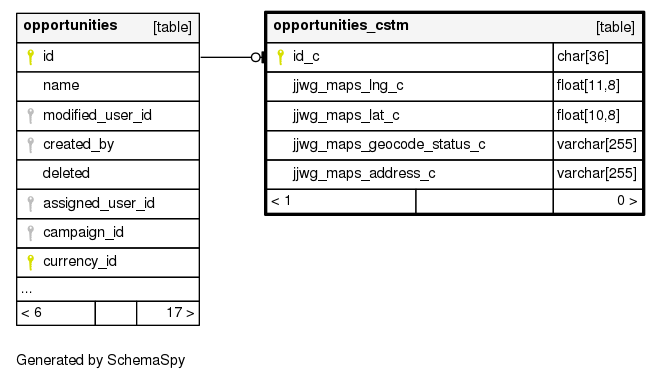 opportunities [table]
id
name
modified_user_id
created_by
deleted
assigned_user_id
campaign_id
currency_id
...
< 6 17 >
opportunities_cstm [table]
id_c char[36]
jjwg_maps_lng_c float[11,8]
jjwg_maps_lat_c float[10,8]
jjwg_maps_geocode_status_c varchar[255]
jjwg_maps_address_c varchar[255]
< 1 0 >
Generated by SchemaSpy